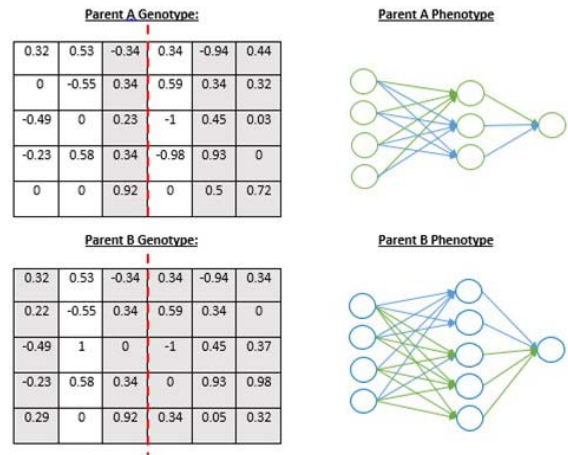 Parent A Genotype: Parent A Phenotype
0.32 0.53 -0.34 0.34 -0.94 0.44
0 -0.55 0.34 0.59 0.34 0.32
-0.49 0 0.23 -1 0.45 0.03
-0.23 0.58 0.34 -0.98 0.93 0
0 0 0.92 0 0.5 0.72
Parent B Genotype: Parent B Phenotype
0.32 0.53 -0.34 0.34 -0.94 0.34
0.22 -0.55 0.34 0.59 0.34 0
-0.49 1 0 -1 0.45 0.37
-0.23 0.58 0.34 0 0.93 0.98
0.29 0 0.92 0.34 0.05 0.32